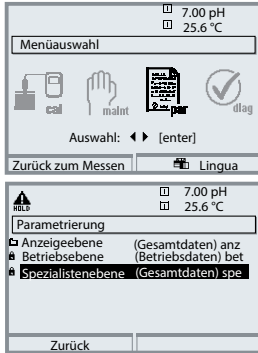 7.00 pH
25.6 °C
Menüauswahl
cal maint par diag
Auswahl: [enter]
Zurück zum Messen Lingua
HOLD 7.00 pH
25.6 °C
Parametrierung
Anzeigeebene (Gesamtdaten) anz
Betriebsebene (Betriebsdaten) bet
Spezialistenebene (Gesamtdaten) spe
Zurück